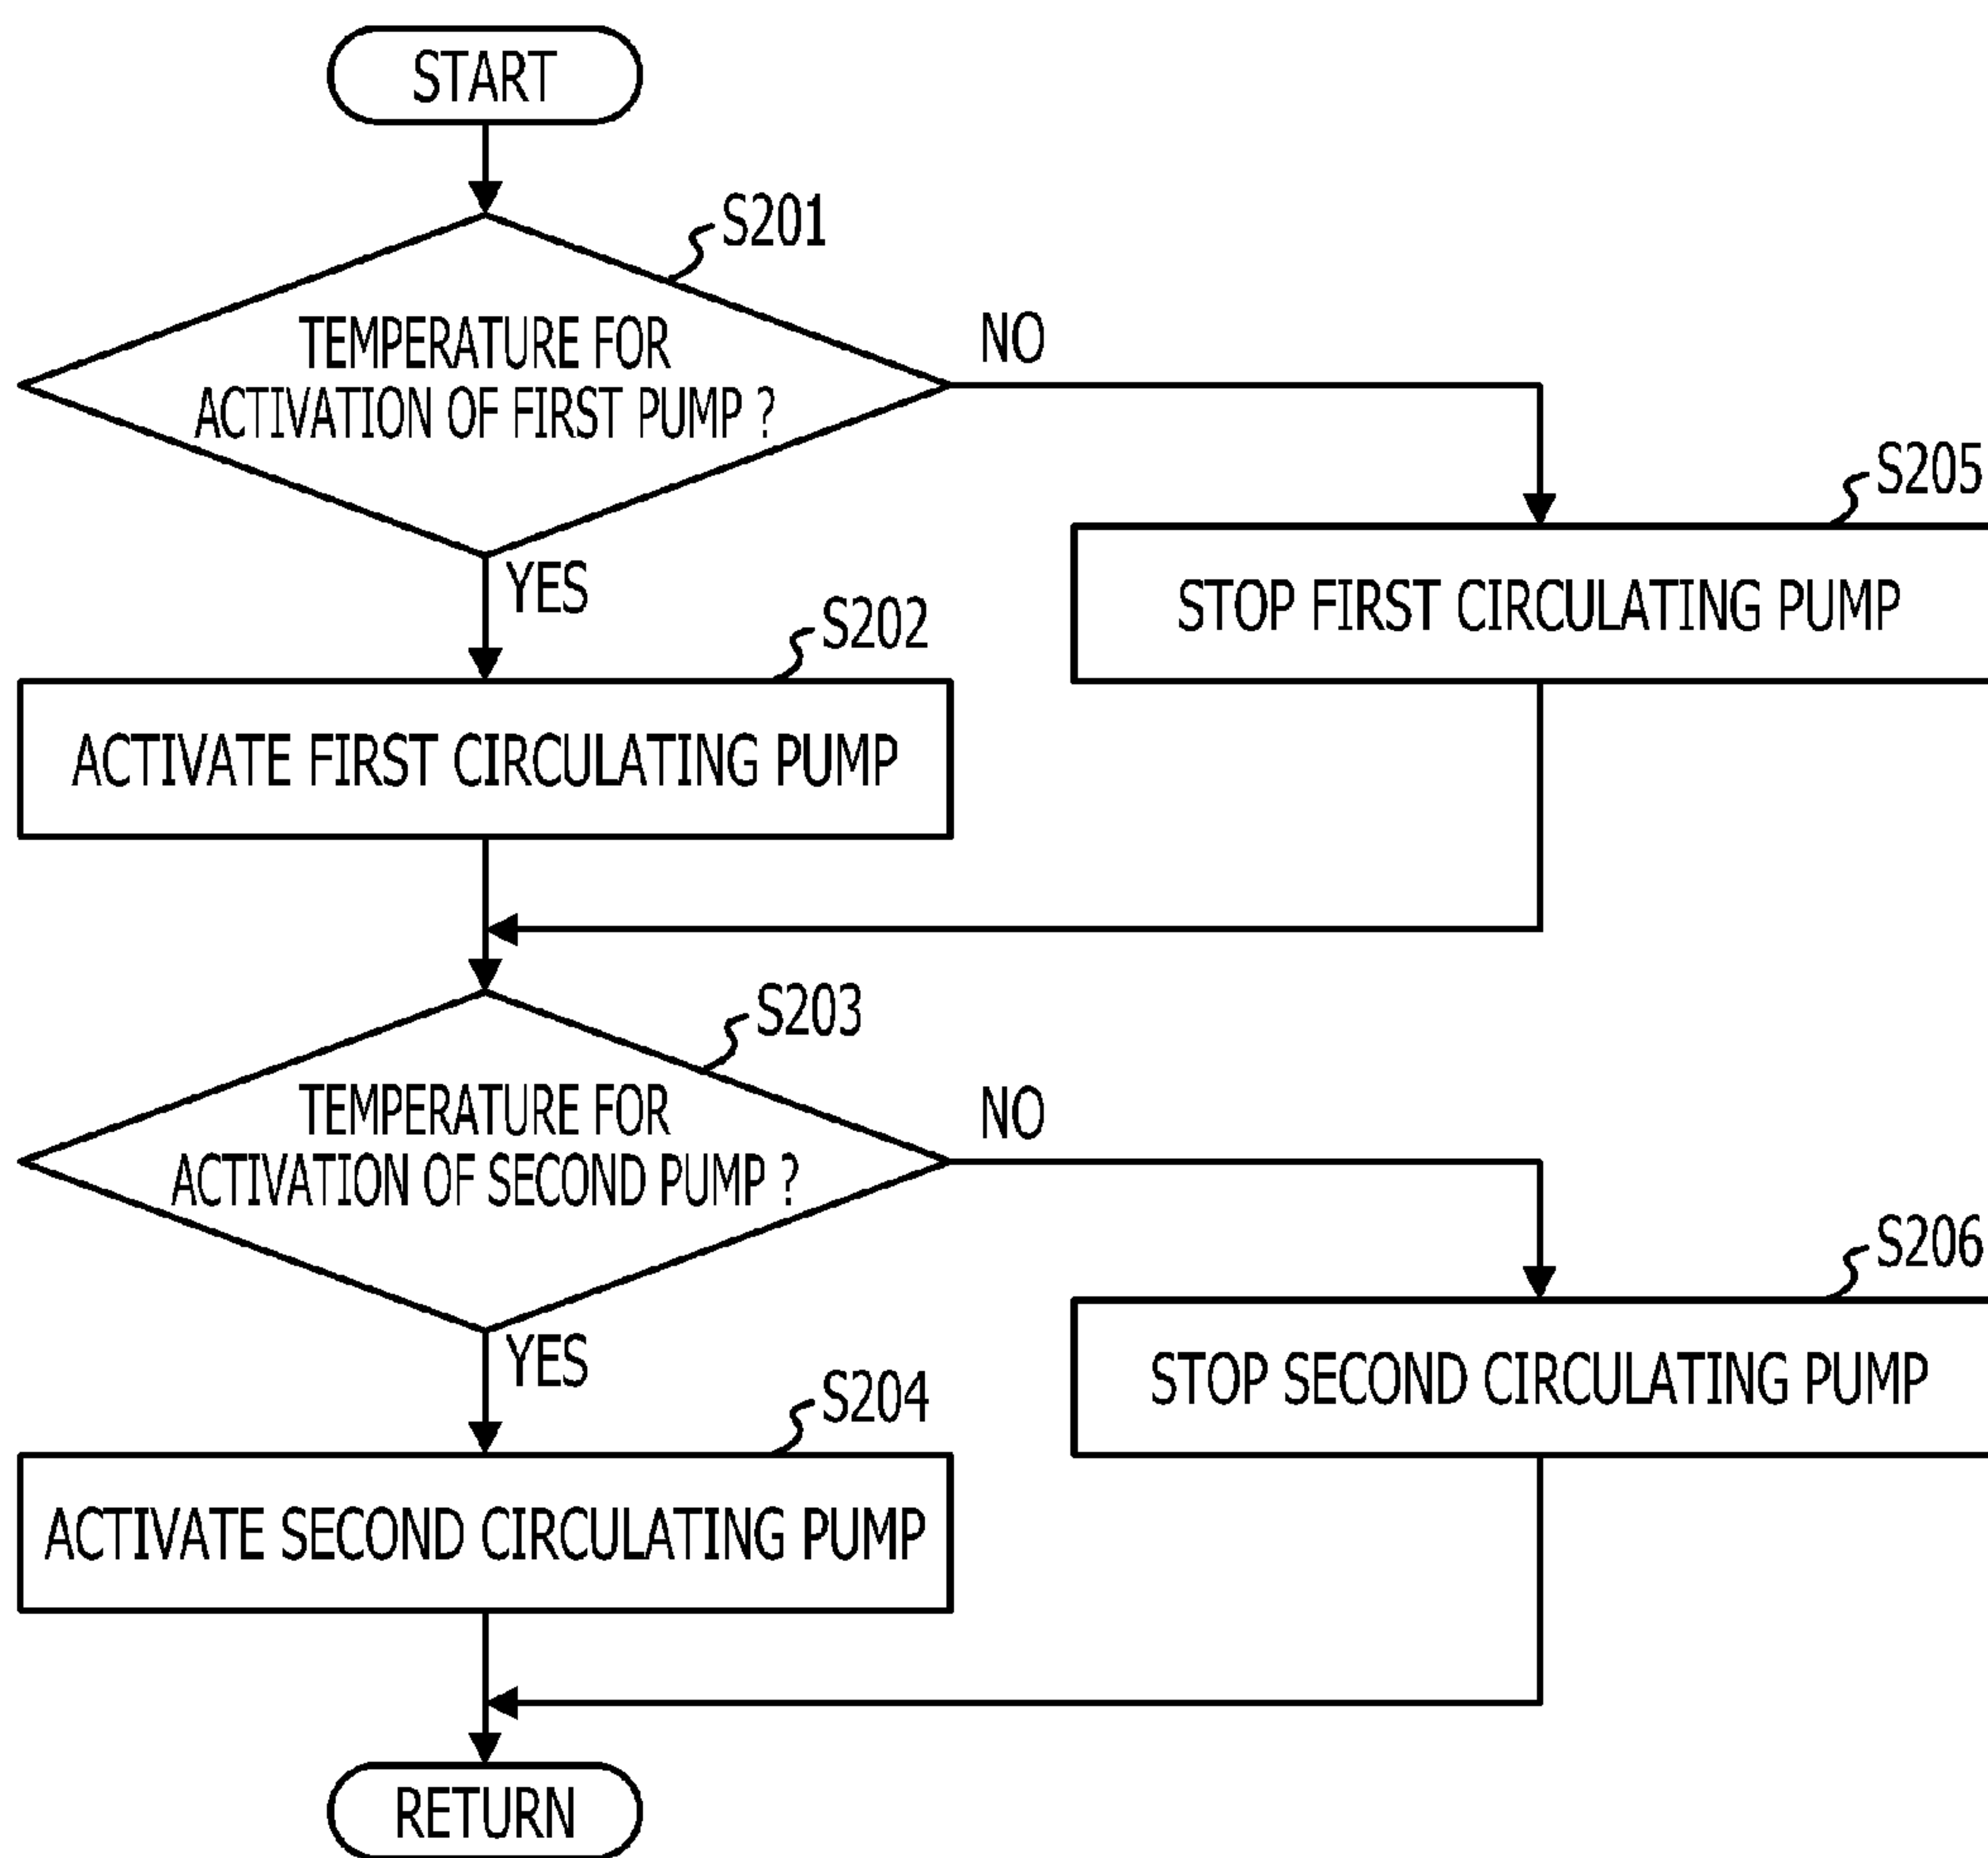 START
S201
TEMPERATURE FOR
ACTIVATION OF FIRST PUMP ?
NO
YES
S205
STOP FIRST CIRCULATING PUMP
S202
ACTIVATE FIRST CIRCULATING PUMP
S203
TEMPERATURE FOR
ACTIVATION OF SECOND PUMP ?
NO
YES
S206
STOP SECOND CIRCULATING PUMP
S204
ACTIVATE SECOND CIRCULATING PUMP
RETURN